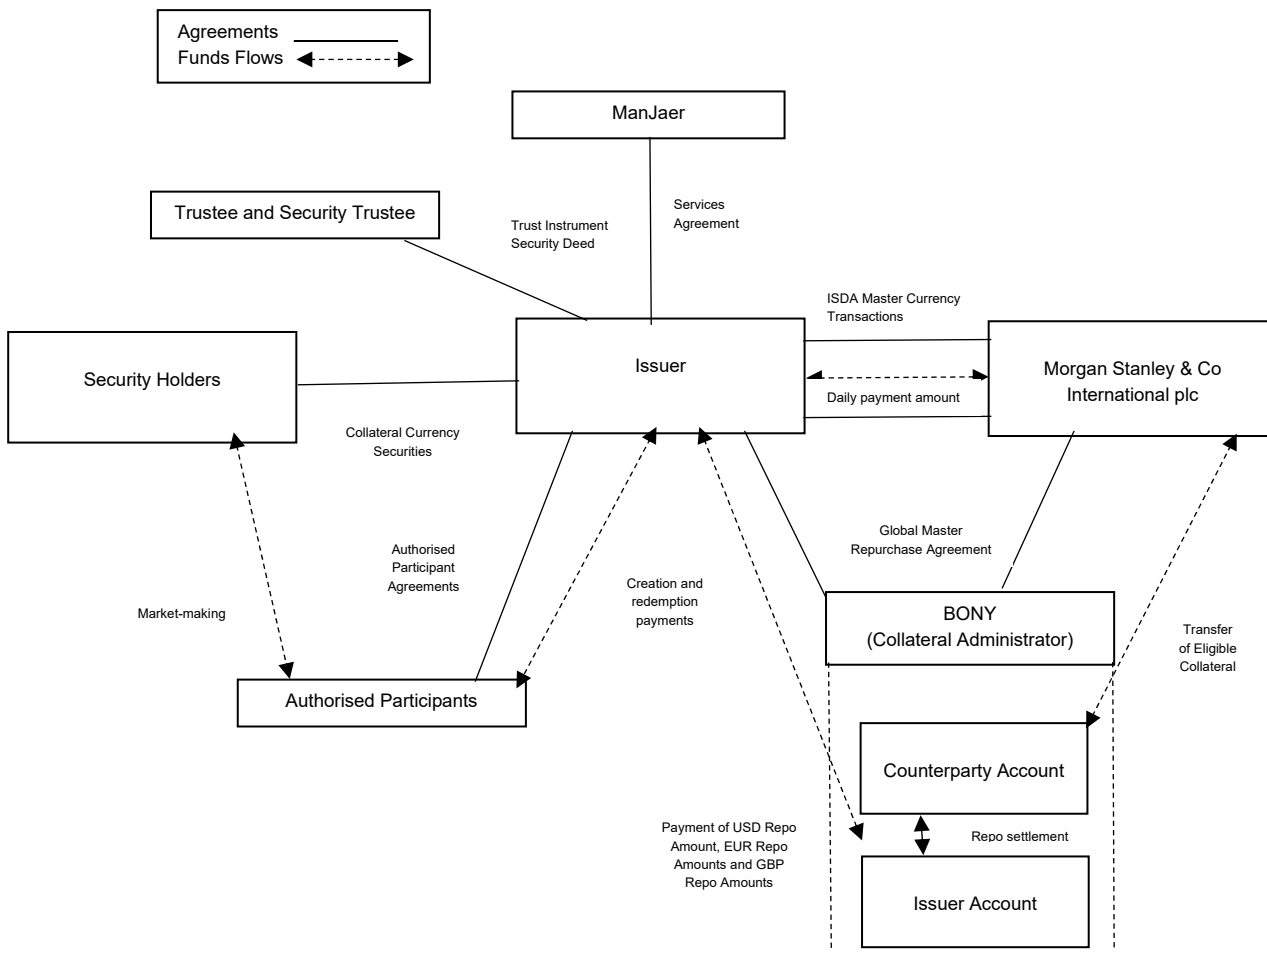 Agreements
Funds Flows
ManJaer
Trustee and Security Trustee
Services
Agreement
Trust Instrument
Security Deed
ISDA Master Currency
Transactions
Security Holders
Issuer
Morgan Stanley & Co
International plc
Daily payment amount
Collateral Currency
Securities
Global Master
Repurchase Agreement
Authorised
Participant
Agreements
Creation and
redemption
payments
Market-making
BONY
(Collateral Administrator)
Transfer
of Eligible
Collateral
Authorised Participants
Counterparty Account
Payment of USD Repo
Amount, EUR Repo
Amounts and GBP
Repo Amounts
Repo settlement
Issuer Account